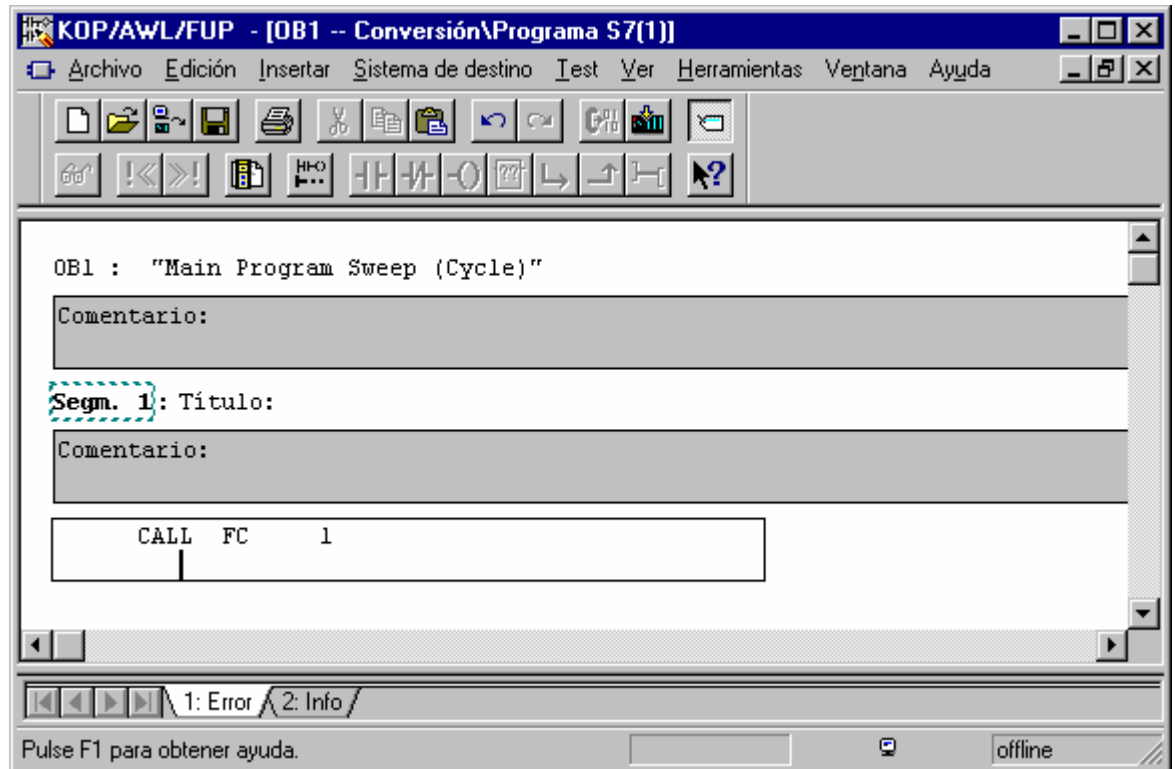 KOP/AWL/FUP - [OB1 -- Conversión\Programa S7(1)]
Archivo Edición Insertar Sistema de destino Test Ver Herramientas Ventana Ayuda
OB1 : "Main Program Sweep (Cycle)"
Comentario:
Segm. 1: Título:
Comentario:
CALL FC 1
1: Error 2: Info
Pulse F1 para obtener ayuda. offline